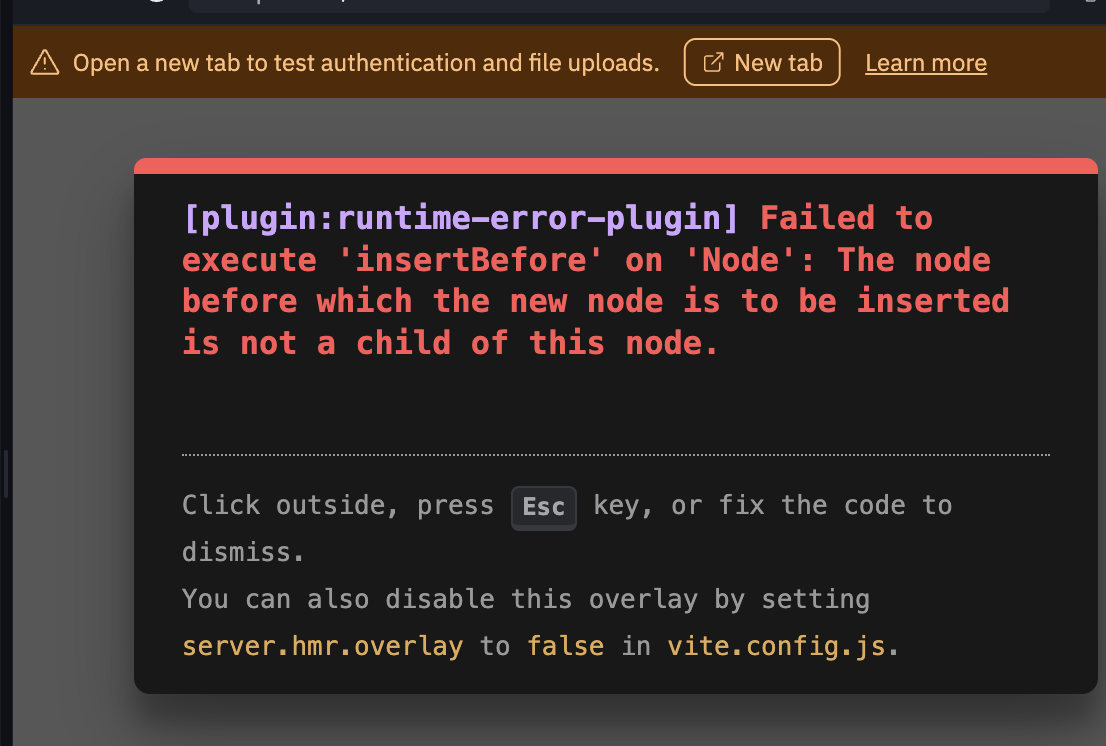 Open a new tab to test authentication and file uploads. New tab Learn more
[plugin:runtime-error-plugin] Failed to
execute 'insertBefore' on 'Node': The node
before which the new node is to be inserted
is not a child of this node.
Click outside, press Esc key, or fix the code to
dismiss.
You can also disable this overlay by setting
server.hmr.overlay to false in vite.config.js.